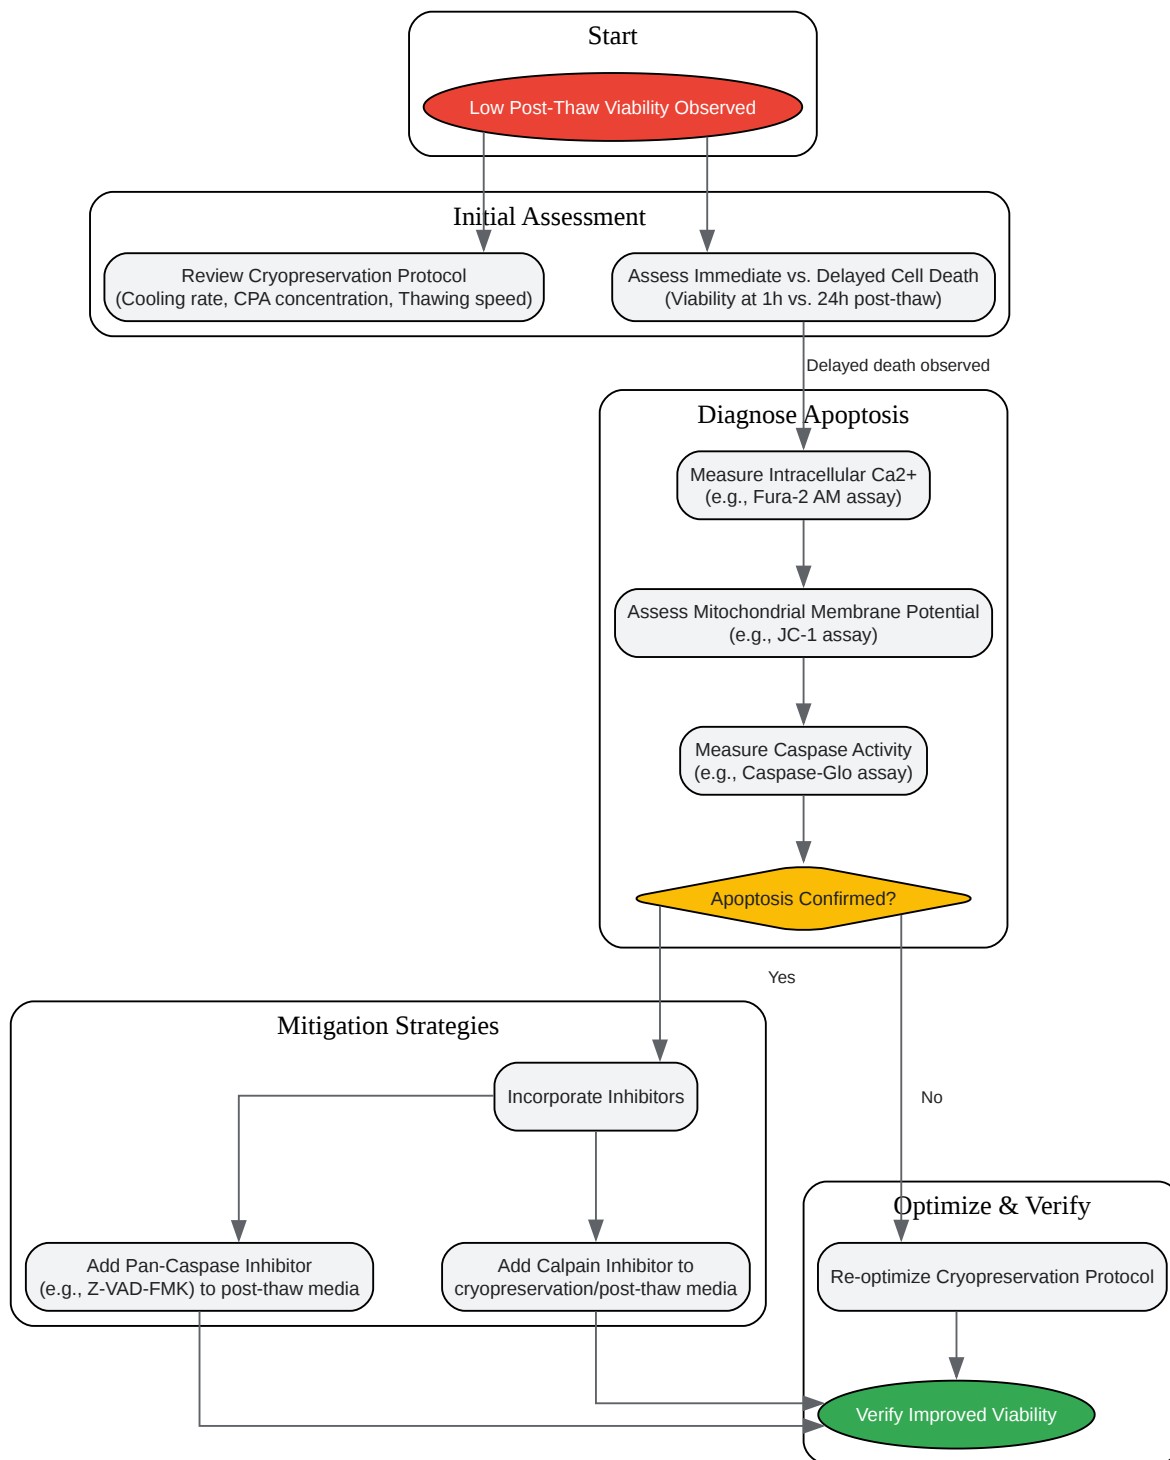 Start
Low Post-Thaw Viability Observed
Initial Assessment
Review Cryopreservation Protocol
(Cooling rate, CPA concentration, Thawing speed)
Assess Immediate vs. Delayed Cell Death
(Viability at 1h vs. 24h post-thaw)
Delayed death observed
Diagnose Apoptosis
Measure Intracellular Ca2+
(e.g., Fura-2 AM assay)
Assess Mitochondrial Membrane Potential
(e.g., JC-1 assay)
Measure Caspase Activity
(e.g., Caspase-Glo assay)
Apoptosis Confirmed?
Yes
Mitigation Strategies
Incorporate Inhibitors
No
Add Pan-Caspase Inhibitor
(e.g., Z-VAD-FMK) to post-thaw media
Add Calpain Inhibitor to
cryopreservation/post-thaw media
Optimize & Verify
Re-optimize Cryopreservation Protocol
Verify Improved Viability